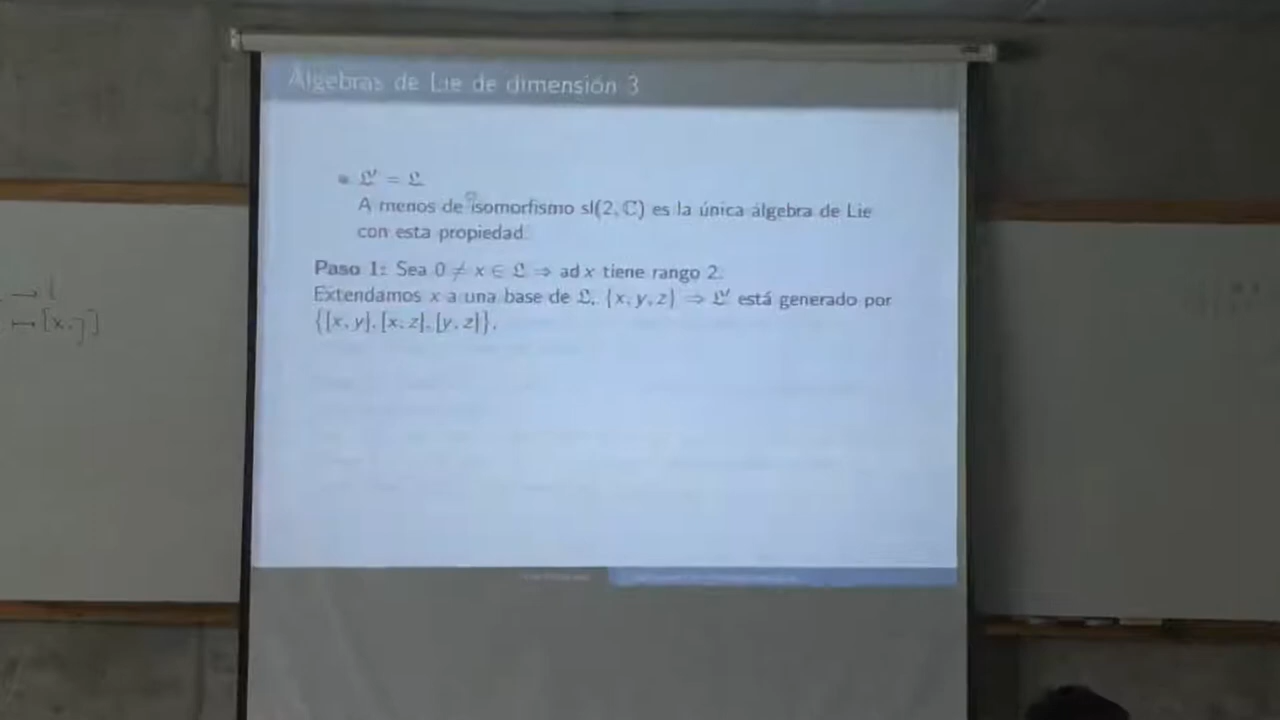 Álgebras de Lie de dimensión 3
𝔏′ = 𝔏
A menos de isomorfismo sl(2, ℂ) es la única álgebra de Lie
con esta propiedad.
Paso 1: Sea 0 ≠ x ∈ 𝔏 ⇒ ad x tiene rango 2.
Extendamos x a una base de 𝔏, {x, y, z} ⇒ 𝔏′ está generado por
{[x, y], [x, z], [y, z]}.
→ L
↦ [x,y]